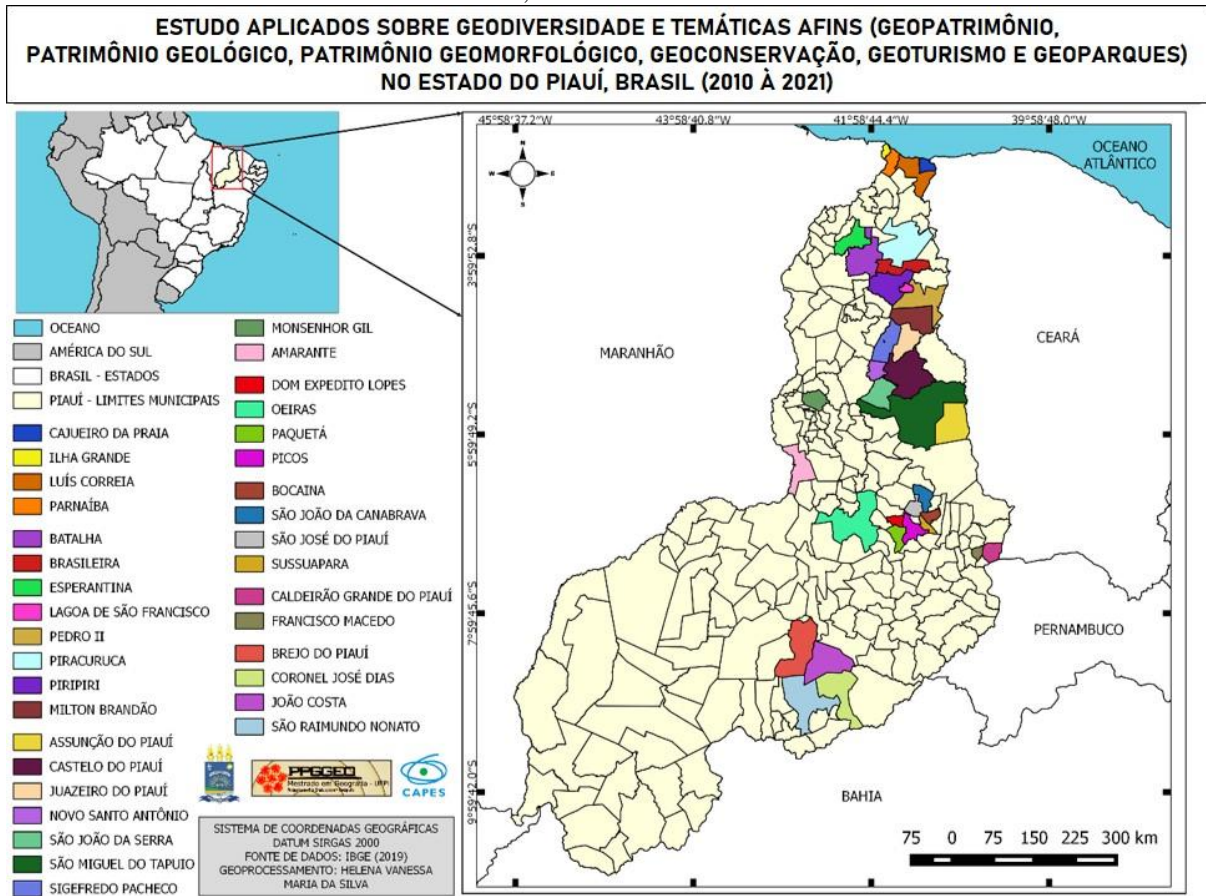 ESTUDO APLICADOS SOBRE GEODIVERSIDADE E TEMÁTICAS AFINS (GEOPATRIMÔNIO,
PATRIMÔNIO GEOLÓGICO, PATRIMÔNIO GEOMORFOLÓGICO, GEOCONSERVAÇÃO, GEOTURISMO E GEOPARQUES)
NO ESTADO DO PIAUÍ, BRASIL (2010 À 2021)
45°58'37.2"W
43°58'40.8"W
41°58'44.4"W
39°58'48.0"W
3°59'52.8"S
5°59'49.2"S
7°59'45.6"S
9°59'42.0"S
N
W
E
S
OCEANO
ATLÂNTICO
MARANHÃO
CEARÁ
PERNAMBUCO
BAHIA
75 0 75 150 225 300 km
OCEANO
AMÉRICA DO SUL
BRASIL - ESTADOS
PIAUÍ - LIMITES MUNICIPAIS
CAJUEIRO DA PRAIA
ILHA GRANDE
LUÍS CORREIA
PARNAÍBA
BATALHA
BRASILEIRA
ESPERANTINA
LAGOA DE SÃO FRANCISCO
PEDRO II
PIRACURUCA
PIRIPIRI
MILTON BRANDÃO
ASSUNÇÃO DO PIAUÍ
CASTELO DO PIAUÍ
JUAZEIRO DO PIAUÍ
NOVO SANTO ANTÔNIO
SÃO JOÃO DA SERRA
SÃO MIGUEL DO TAPUIO
SIGEFREDO PACHECO
MONSENHOR GIL
AMARANTE
DOM EXPEDITO LOPES
OEIRAS
PAQUETÁ
PICOS
BOCAINA
SÃO JOÃO DA CANABRAVA
SÃO JOSÉ DO PIAUÍ
SUSSUAPARA
CALDEIRÃO GRANDE DO PIAUÍ
FRANCISCO MACEDO
BREJO DO PIAUÍ
CORONEL JOSÉ DIAS
JOÃO COSTA
SÃO RAIMUNDO NONATO
PPGGEO
Mestrado em Geografia - UFPI
CAPES
SISTEMA DE COORDENADAS GEOGRÁFICAS
DATUM SIRGAS 2000
FONTE DE DADOS: IBGE (2019)
GEOPROCESSAMENTO: HELENA VANESSA
MARIA DA SILVA